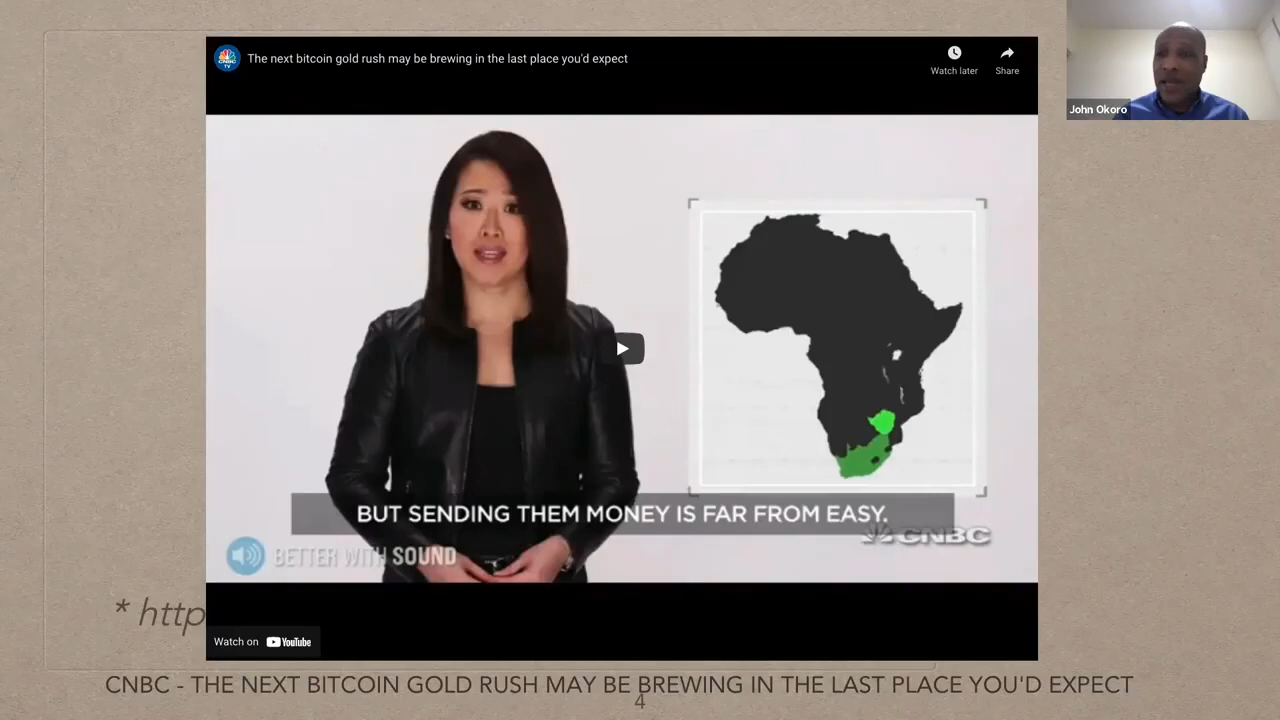 The next bitcoin gold rush may be brewing in the last place you'd expect
CNBC
TV
Watch later
Share
John Okoro
BUT SENDING THEM MONEY IS FAR FROM EASY.
CNBC
BETTER WITH SOUND
* http
Watch on YouTube
CNBC - THE NEXT BITCOIN GOLD RUSH MAY BE BREWING IN THE LAST PLACE YOU'D EXPECT
4